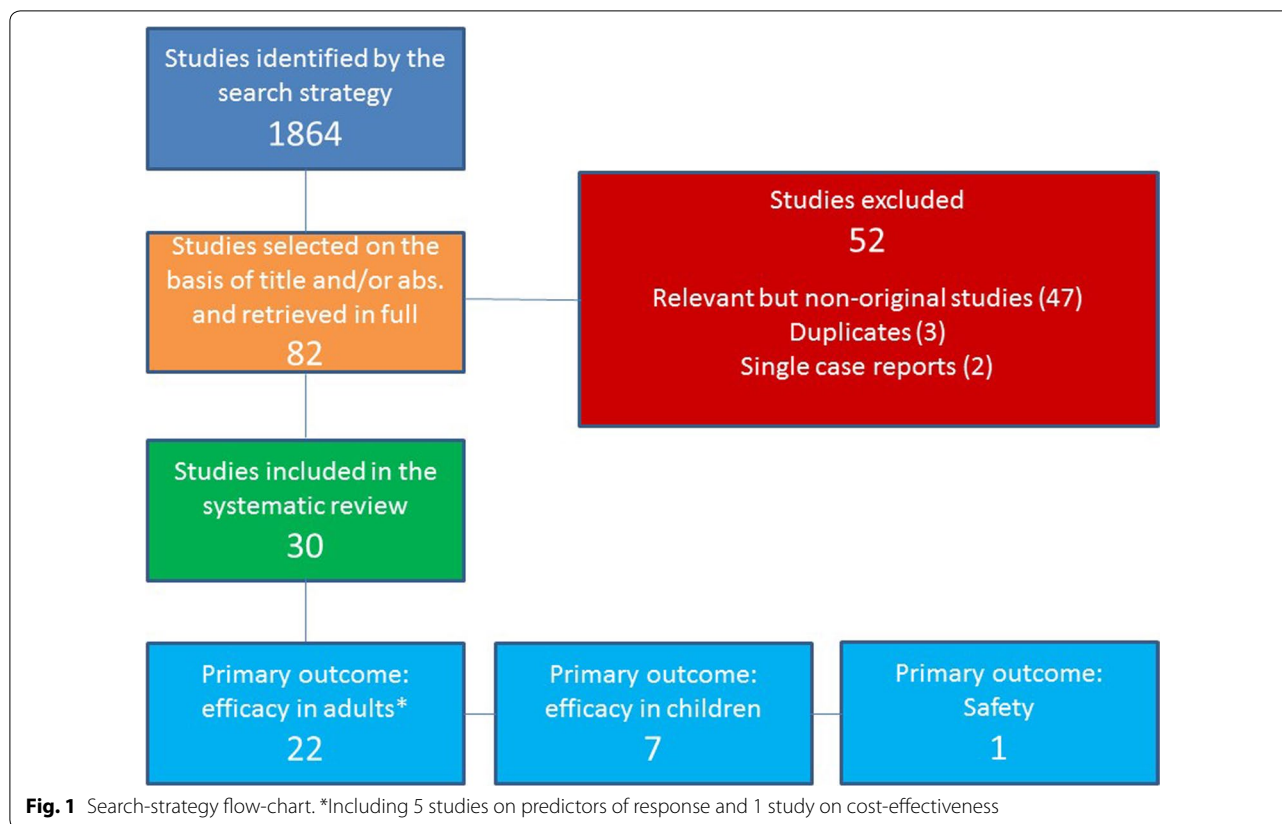 Studies identified by the
search strategy
1864
Studies selected on the
basis of title and/or abs.
and retrieved in full
82
Studies excluded
52
Relevant but non-original studies (47)
Duplicates (3)
Single case reports (2)
Studies included in the
systematic review
30
Primary outcome:
efficacy in adults*
22
Primary outcome:
efficacy in children
7
Primary outcome:
Safety
1
Fig. 1 Search-strategy flow-chart. *Including 5 studies on predictors of response and 1 study on cost-effectiveness